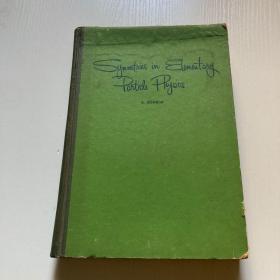 Symmetries in Elementary
Particle Physics